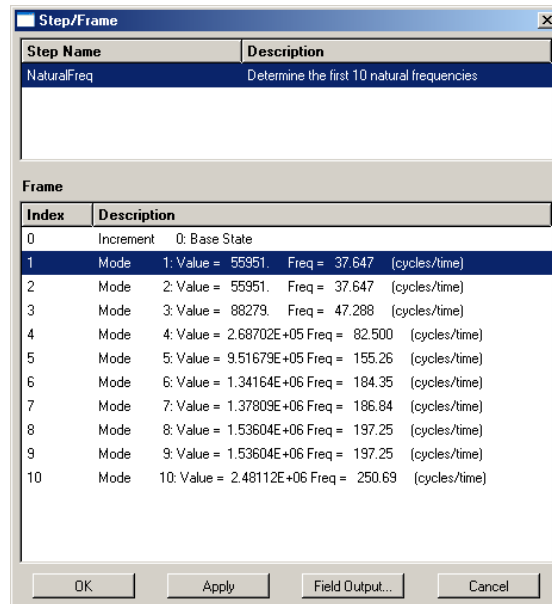 Step/Frame
Step Name Description
NaturalFreq Determine the first 10 natural frequencies
Frame
Index Description
0 Increment 0: Base State
1 Mode 1: Value = 55951. Freq = 37.647 (cycles/time)
2 Mode 2: Value = 55951. Freq = 37.647 (cycles/time)
3 Mode 3: Value = 88279. Freq = 47.288 (cycles/time)
4 Mode 4: Value = 2.68702E+05 Freq = 82.500 (cycles/time)
5 Mode 5: Value = 9.51679E+05 Freq = 155.26 (cycles/time)
6 Mode 6: Value = 1.34164E+06 Freq = 184.35 (cycles/time)
7 Mode 7: Value = 1.37809E+06 Freq = 186.84 (cycles/time)
8 Mode 8: Value = 1.53604E+06 Freq = 197.25 (cycles/time)
9 Mode 9: Value = 1.53604E+06 Freq = 197.25 (cycles/time)
10 Mode 10: Value = 2.48112E+06 Freq = 250.69 (cycles/time)
OK Apply Field Output... Cancel